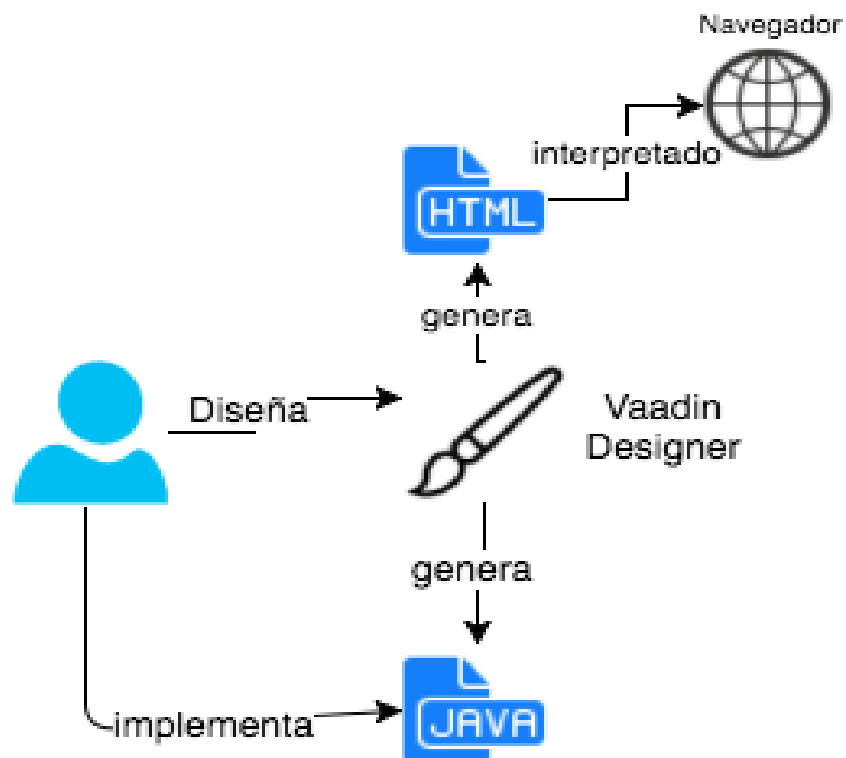 Navegador
interpretado
HTML
genera
Diseña
Vaadin
Designer
genera
implementa
JAVA